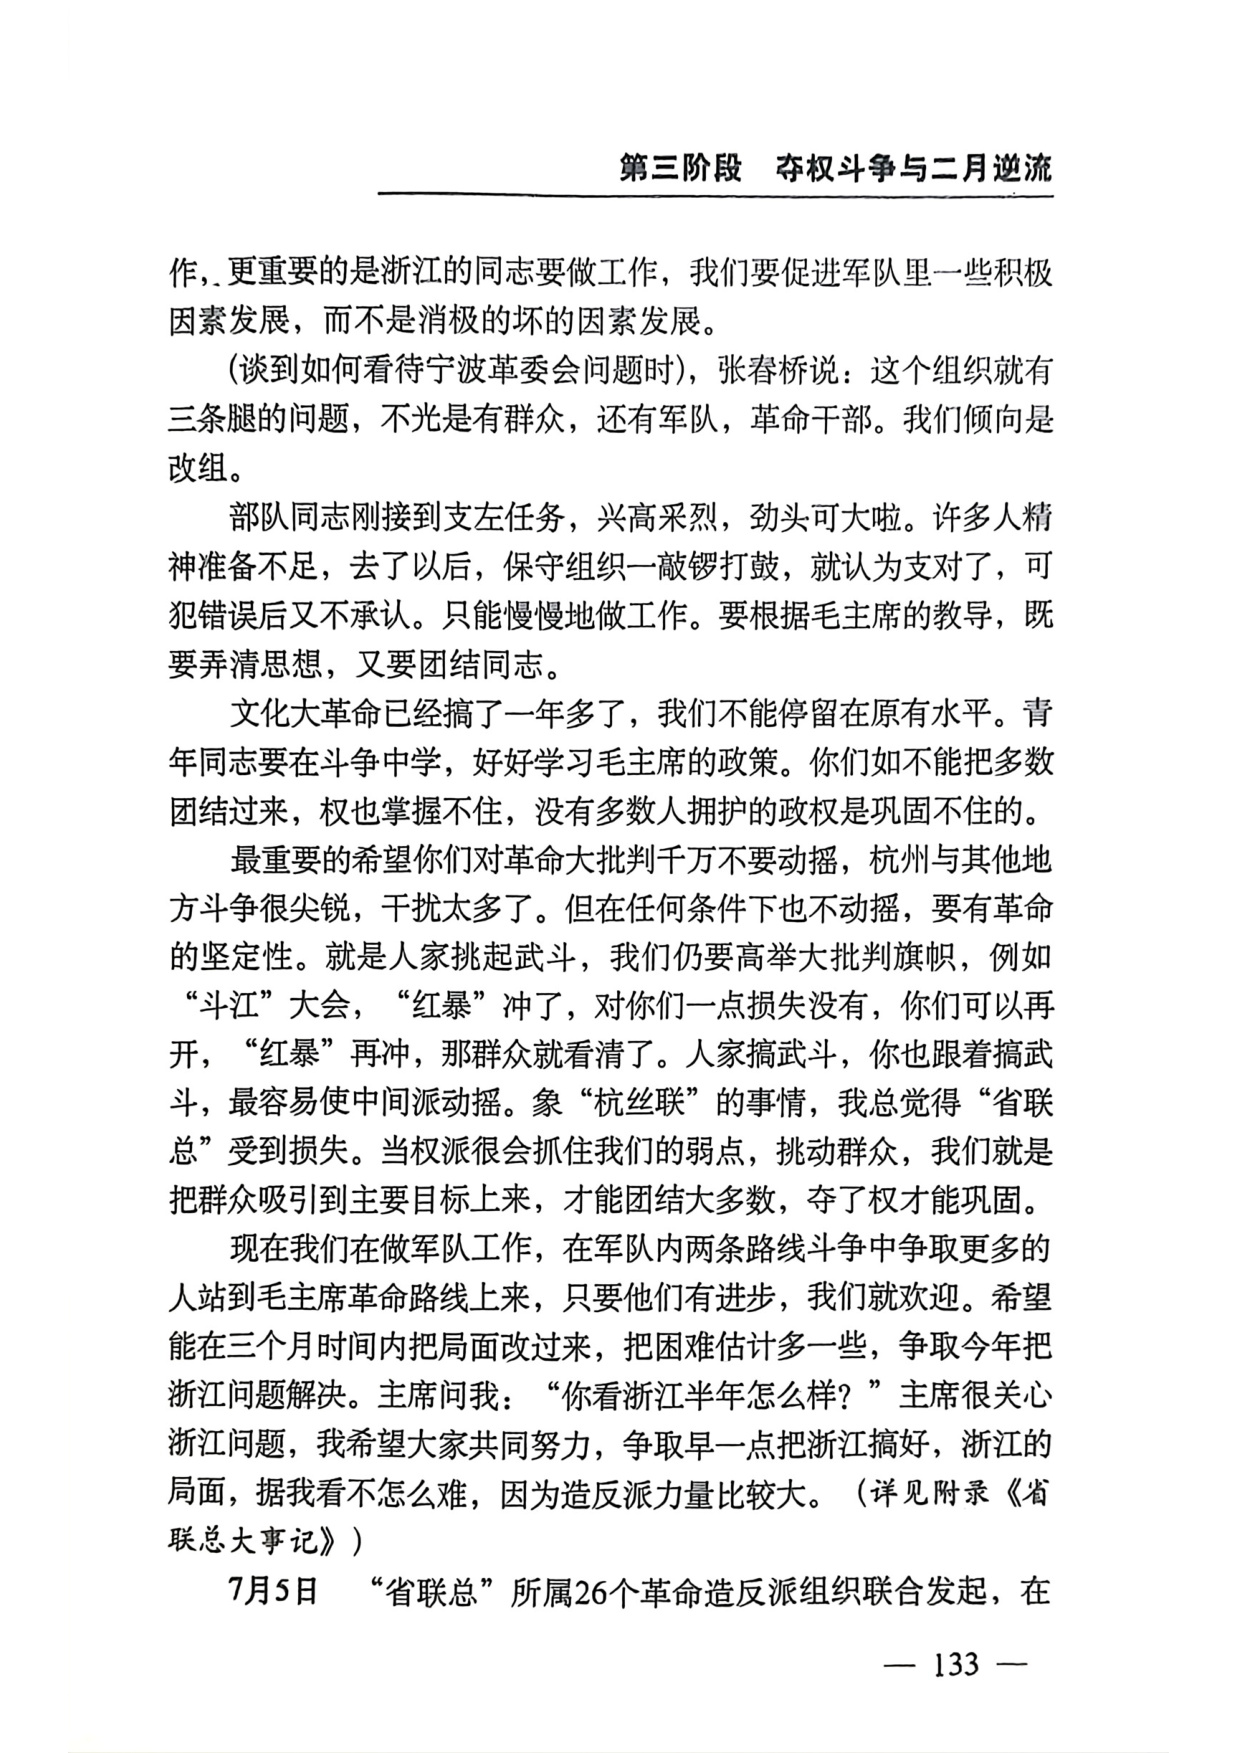 第三阶段　夺权斗争与二月逆流
作，更重要的是浙江的同志要做工作，我们要促进军队里一些积极
因素发展，而不是消极的坏的因素发展。
(谈到如何看待宁波革委会问题时)，张春桥说：这个组织就有
三条腿的问题，不光是有群众，还有军队，革命干部。我们倾向是
改组。
部队同志刚接到支左任务，兴高采烈，劲头可大啦。许多人精
神准备不足，去了以后，保守组织一敲锣打鼓，就认为支对了，可
犯错误后又不承认。只能慢慢地做工作。要根据毛主席的教导，既
要弄清思想，又要团结同志。
文化大革命已经搞了一年多了，我们不能停留在原有水平。青
年同志要在斗争中学，好好学习毛主席的政策。你们如不能把多数
团结过来，权也掌握不住，没有多数人拥护的政权是巩固不住的。
最重要的希望你们对革命大批判千万不要动摇，杭州与其他地
方斗争很尖锐，干扰太多了。但在任何条件下也不动摇，要有革命
的坚定性。就是人家挑起武斗，我们仍要高举大批判旗帜，例如
“斗江”大会，“红暴”冲了，对你们一点损失没有，你们可以再
开，“红暴”再冲，那群众就看清了。人家搞武斗，你也跟着搞武
斗，最容易使中间派动摇。象“杭丝联”的事情，我总觉得“省联
总”受到损失。当权派很会抓住我们的弱点，挑动群众，我们就是
把群众吸引到主要目标上来，才能团结大多数，夺了权才能巩固。
现在我们在做军队工作，在军队内两条路线斗争中争取更多的
人站到毛主席革命路线上来，只要他们有进步，我们就欢迎。希望
能在三个月时间内把局面改过来，把困难估计多一些，争取今年把
浙江问题解决。主席问我：“你看浙江半年怎么样？”主席很关心
浙江问题，我希望大家共同努力，争取早一点把浙江搞好，浙江的
局面，据我看不怎么难，因为造反派力量比较大。（详见附录《省
联总大事记》）
7月5日　“省联总”所属26个革命造反派组织联合发起，在
— 133 —